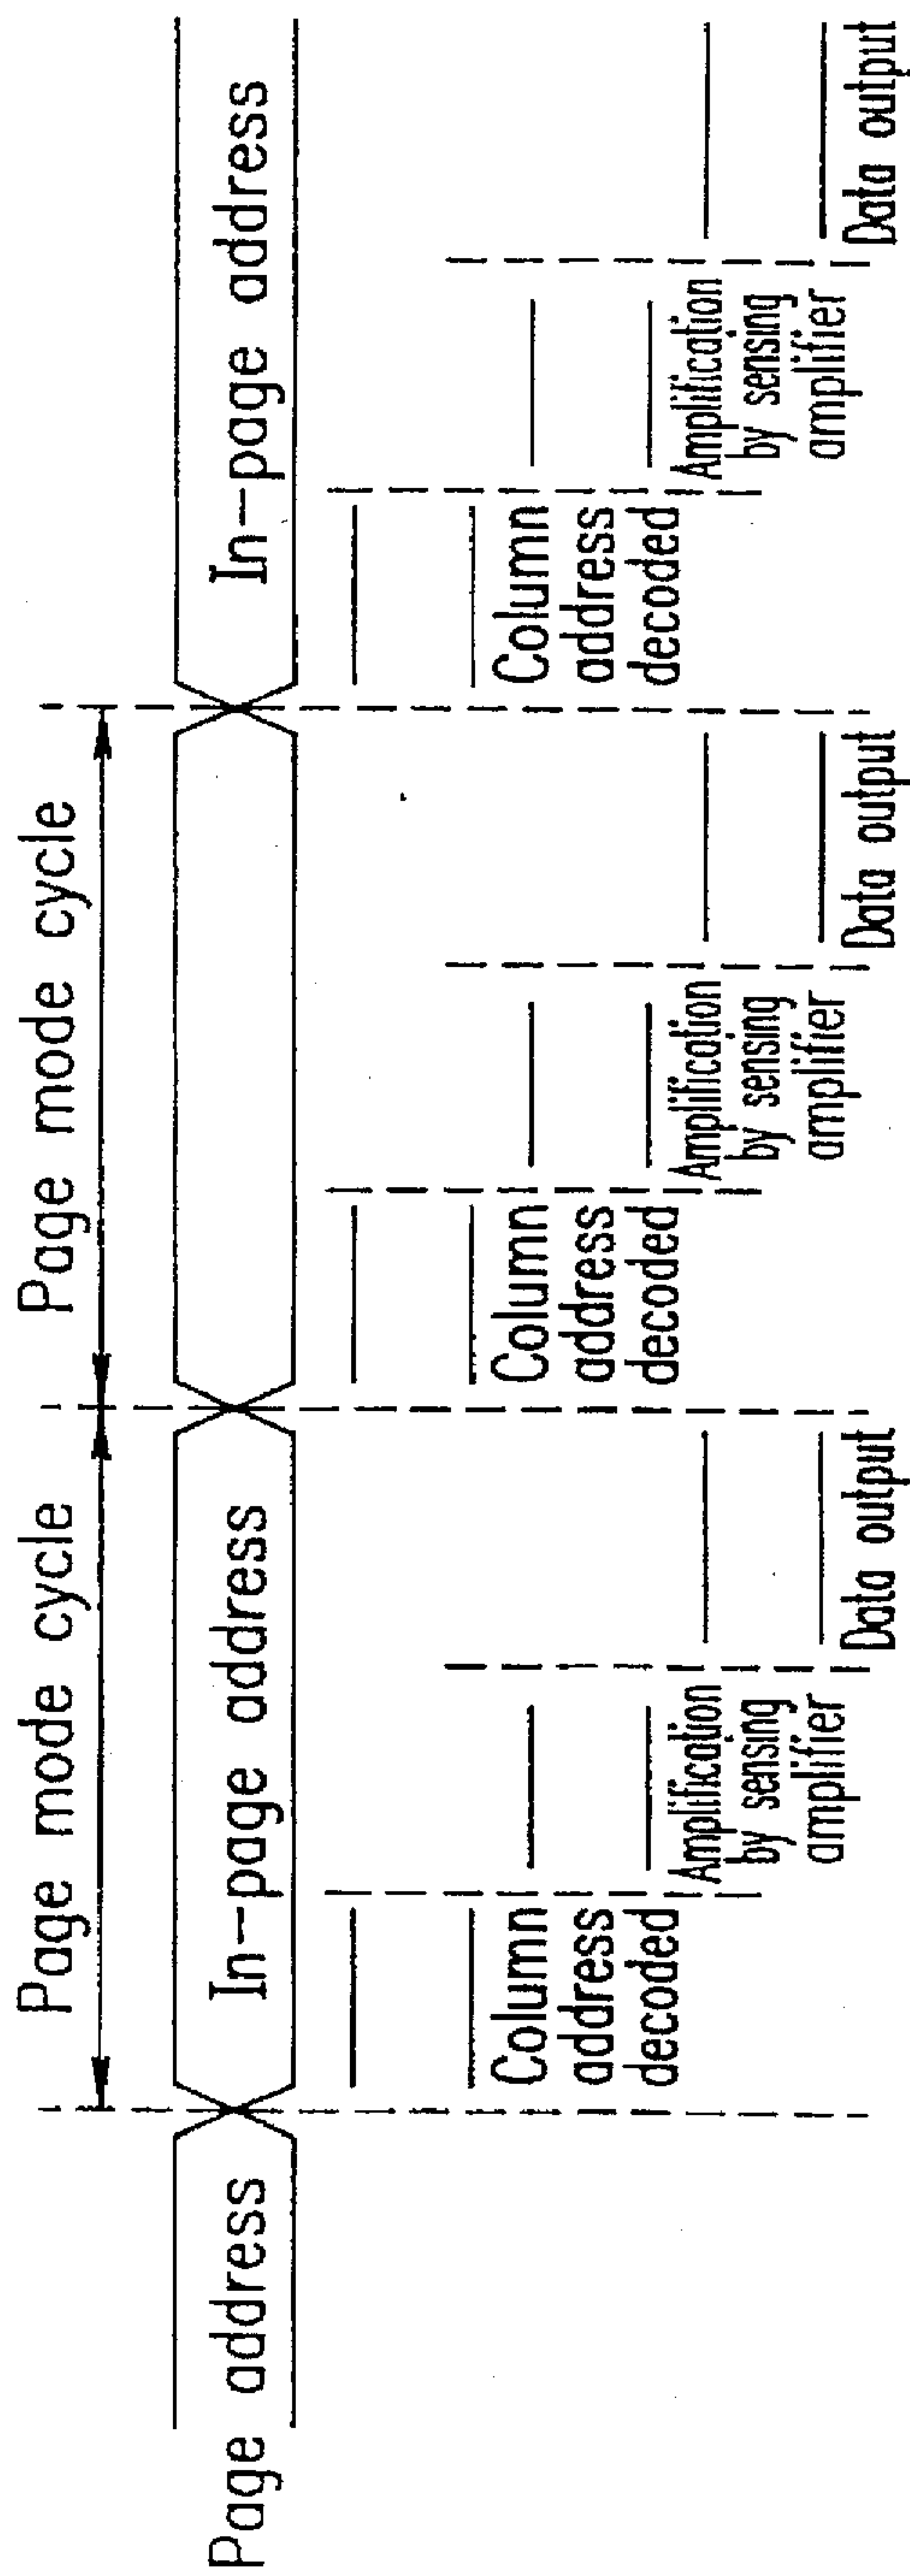 Page mode cycle
Page mode cycle
Page address
In-page address
In-page address
Column
address
decoded
Amplification
by sensing
amplifier
Data output
Column
address
decoded
Amplification
by sensing
amplifier
Data output
Column
address
decoded
Amplification
by sensing
amplifier
Data output